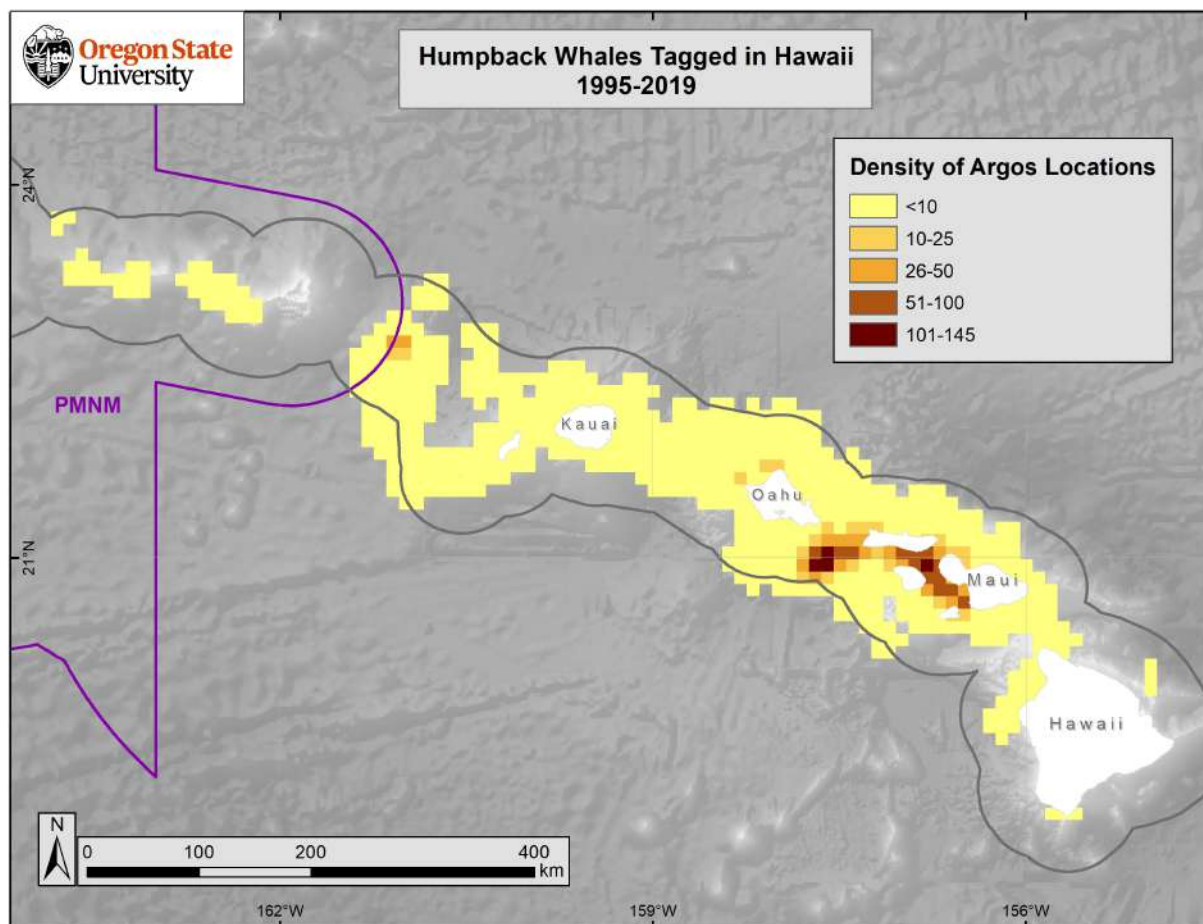 Oregon State
University
Humpback Whales Tagged in Hawaii
1995-2019
Density of Argos Locations
<10
10-25
26-50
51-100
101-145
24°N
PMNM
Kauai
Oahu
21°N
Maui
Hawaii
N
0 100 200 400
km
162°W 159°W 156°W